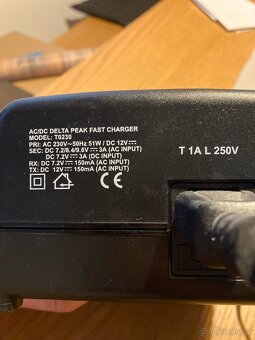 AC/DC DELTA PEAK FAST CHARGER
MODEL: T0230
PRI: AC 230V~50Hz 51W / DC 12V⎓
SEC: DC 7.2/8.4/9.6V⎓ 3A (AC INPUT)
DC 7.2V⎓ 3A (DC INPUT)
RX: DC 7.2V⎓ 150mA (AC INPUT)
TX: DC 12V⎓ 150mA (AC INPUT)
CE
T 1A L 250V